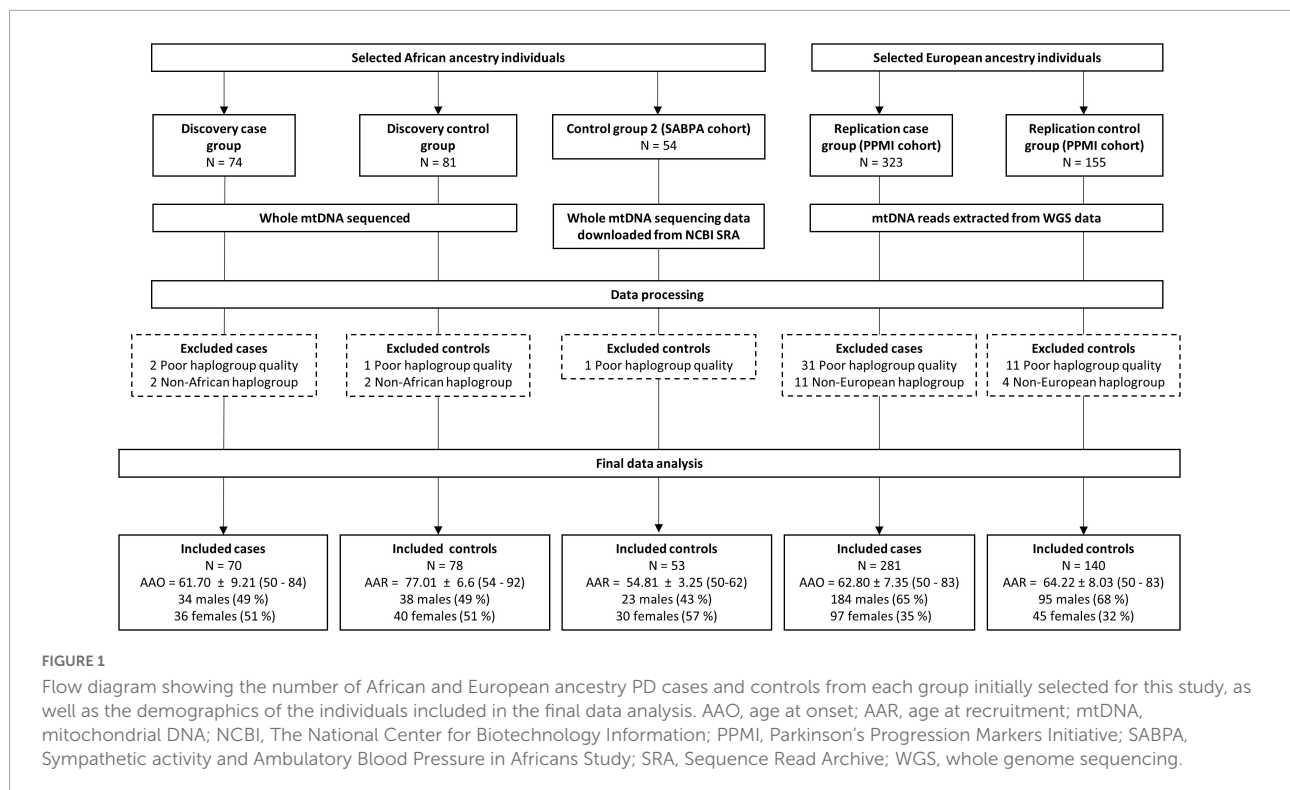 Selected African ancestry individuals
Selected European ancestry individuals
Discovery case
group
N = 74
Discovery control
group
N = 81
Control group 2 (SABPA cohort)
N = 54
Replication case
group (PPMI cohort)
N = 323
Replication control
group (PPMI cohort)
N = 155
Whole mtDNA sequenced
Whole mtDNA sequencing data
downloaded from NCBI SRA
mtDNA reads extracted from WGS data
Data processing
Excluded cases
2 Poor haplogroup quality
2 Non-African haplogroup
Excluded controls
1 Poor haplogroup quality
2 Non-African haplogroup
Excluded controls
1 Poor haplogroup quality
Excluded cases
31 Poor haplogroup quality
11 Non-European haplogroup
Excluded controls
11 Poor haplogroup quality
4 Non-European haplogroup
Final data analysis
Included cases
N = 70
AAO = 61.70 ± 9.21 (50 - 84)
34 males (49 %)
36 females (51 %)
Included controls
N = 78
AAR = 77.01 ± 6.6 (54 - 92)
38 males (49 %)
40 females (51 %)
Included controls
N = 53
AAR = 54.81 ± 3.25 (50-62)
23 males (43 %)
30 females (57 %)
Included cases
N = 281
AAO = 62.80 ± 7.35 (50 - 83)
184 males (65 %)
97 females (35 %)
Included controls
N = 140
AAR = 64.22 ± 8.03 (50 - 83)
95 males (68 %)
45 females (32 %)
FIGURE 1
Flow diagram showing the number of African and European ancestry PD cases and controls from each group initially selected for this study, as
well as the demographics of the individuals included in the final data analysis. AAO, age at onset; AAR, age at recruitment; mtDNA,
mitochondrial DNA; NCBI, The National Center for Biotechnology Information; PPMI, Parkinson's Progression Markers Initiative; SABPA,
Sympathetic activity and Ambulatory Blood Pressure in Africans Study; SRA, Sequence Read Archive; WGS, whole genome sequencing.